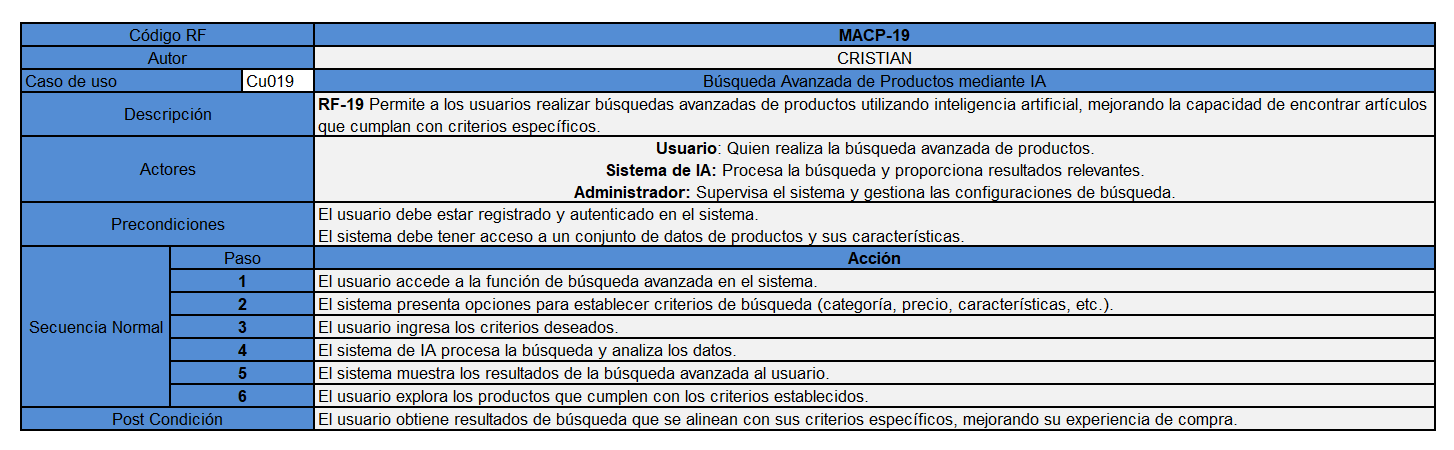 Código RF MACP-19
Autor CRISTIAN
Caso de uso Cu019 Búsqueda Avanzada de Productos mediante IA
Descripción
RF-19 Permite a los usuarios realizar búsquedas avanzadas de productos utilizando inteligencia artificial, mejorando la capacidad de encontrar artículos
que cumplan con criterios específicos.
Actores
Usuario: Quien realiza la búsqueda avanzada de productos.
Sistema de IA: Procesa la búsqueda y proporciona resultados relevantes.
Administrador: Supervisa el sistema y gestiona las configuraciones de búsqueda.
Precondiciones
El usuario debe estar registrado y autenticado en el sistema.
El sistema debe tener acceso a un conjunto de datos de productos y sus características.
Secuencia Normal
Paso Acción
1 El usuario accede a la función de búsqueda avanzada en el sistema.
2 El sistema presenta opciones para establecer criterios de búsqueda (categoría, precio, características, etc.).
3 El usuario ingresa los criterios deseados.
4 El sistema de IA procesa la búsqueda y analiza los datos.
5 El sistema muestra los resultados de la búsqueda avanzada al usuario.
6 El usuario explora los productos que cumplen con los criterios establecidos.
Post Condición El usuario obtiene resultados de búsqueda que se alinean con sus criterios específicos, mejorando su experiencia de compra.